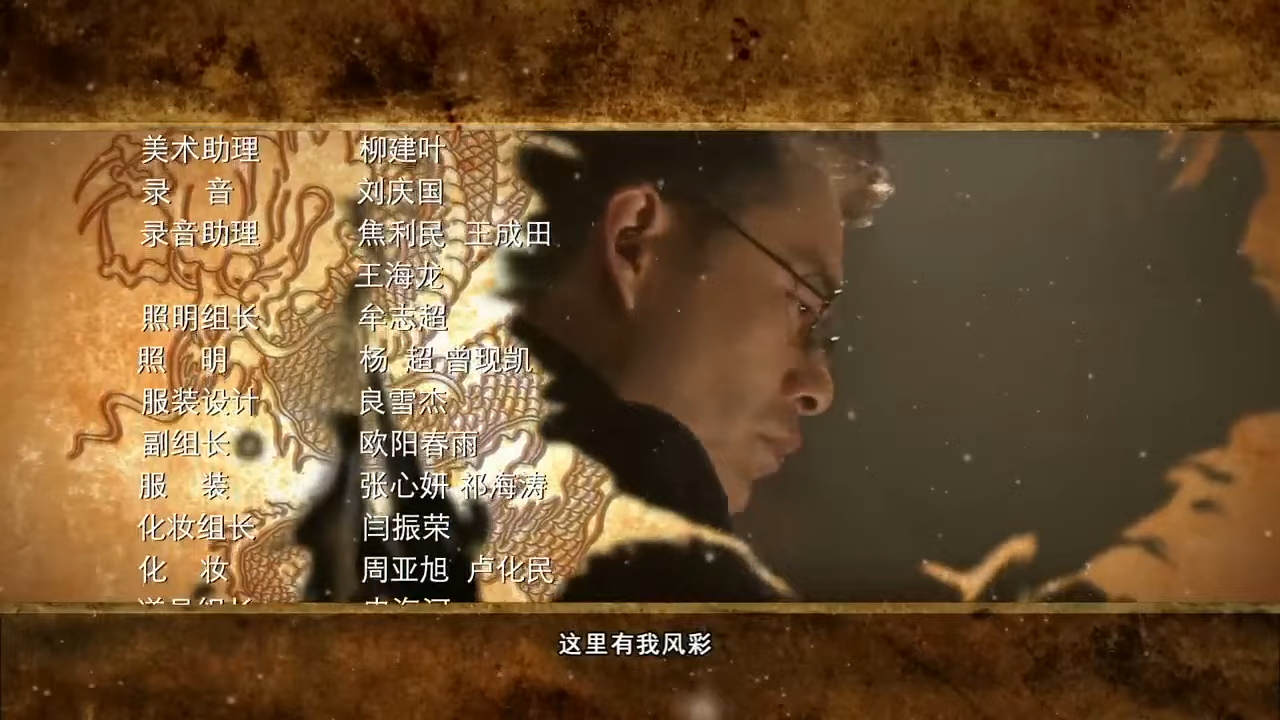 美术助理 柳建叶
录 音 刘庆国
录音助理 焦利民 王成田
王海龙
照明组长 牟志超
照 明 杨 超 曾现凯
服装设计 良雪杰
副组长 欧阳春雨
服 装 张心妍 祁海涛
化妆组长 闫振荣
化 妆 周亚旭 卢化民
这里有我风彩